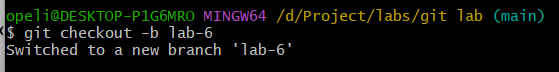 opeli@DESKTOP-P1G6MRO MINGW64 /d/Project/labs/git lab (main)
$ git checkout -b lab-6
Switched to a new branch 'lab-6'